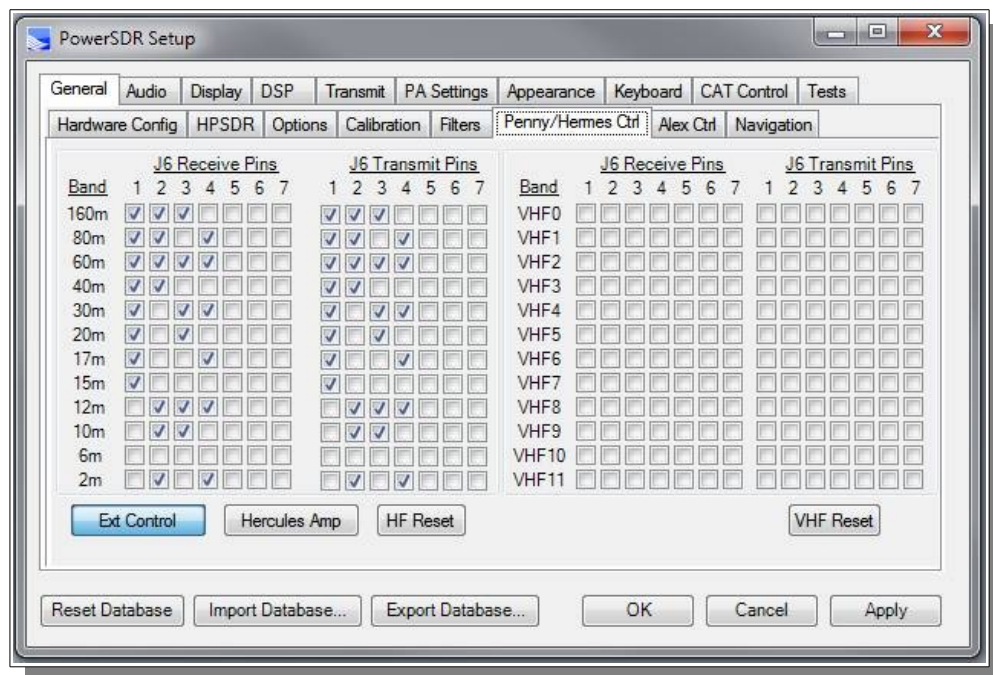 PowerSDR Setup
General Audio Display DSP Transmit PA Settings Appearance Keyboard CAT Control Tests
Hardware Config HPSDR Options Calibration Filters Penny/Hermes Ctrl Alex Ctrl Navigation
J6 Receive Pins J6 Transmit Pins J6 Receive Pins J6 Transmit Pins
Band 1 2 3 4 5 6 7 1 2 3 4 5 6 7 Band 1 2 3 4 5 6 7 1 2 3 4 5 6 7
160m VHF0
80m VHF1
60m VHF2
40m VHF3
30m VHF4
20m VHF5
17m VHF6
15m VHF7
12m VHF8
10m VHF9
6m VHF10
2m VHF11
Ext Control Hercules Amp HF Reset VHF Reset
Reset Database Import Database... Export Database... OK Cancel Apply